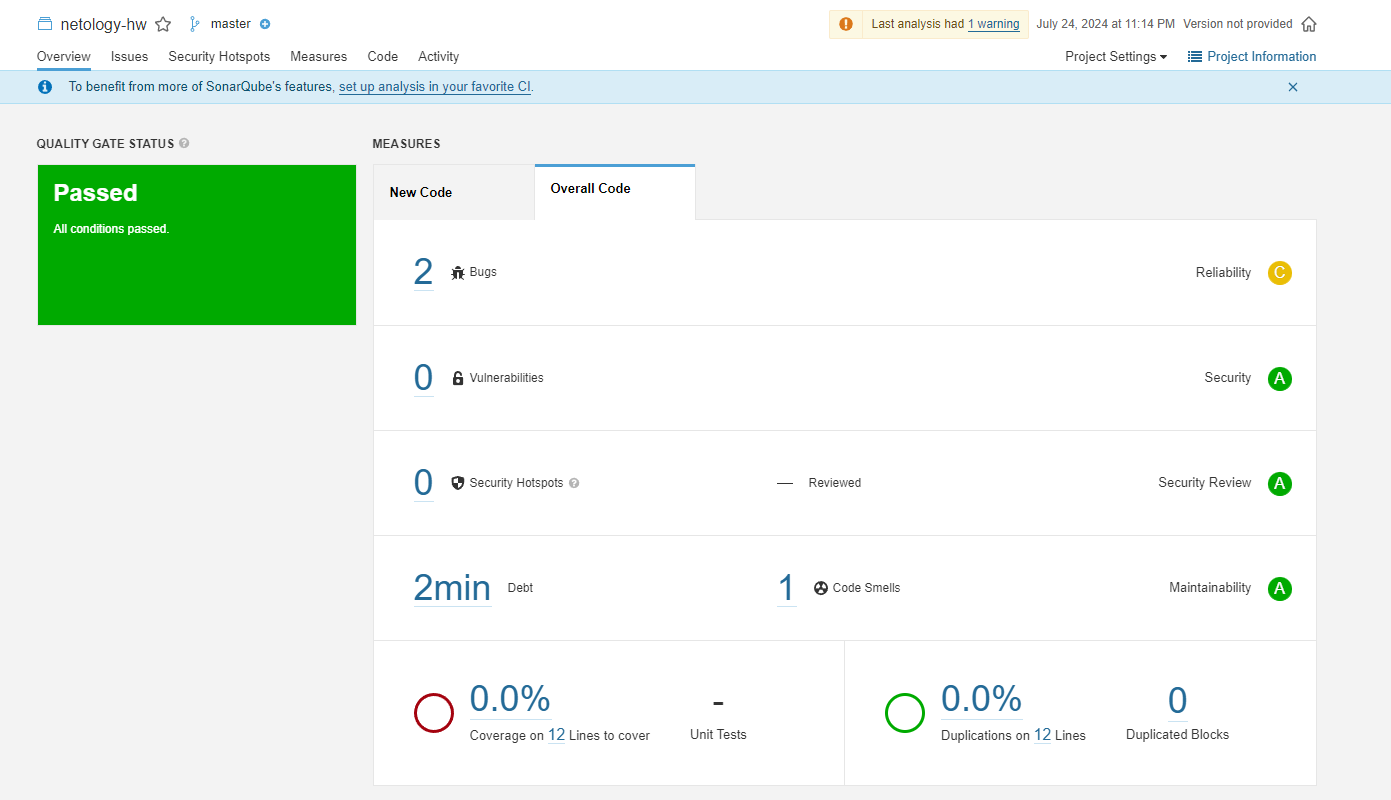 netology-hw master Last analysis had 1 warning July 24, 2024 at 11:14 PM Version not provided
Overview Issues Security Hotspots Measures Code Activity Project Settings Project Information
To benefit from more of SonarQube's features, set up analysis in your favorite CI.
QUALITY GATE STATUS
Passed
All conditions passed.
MEASURES
New Code Overall Code
2 Bugs Reliability C
0 Vulnerabilities Security A
0 Security Hotspots — Reviewed Security Review A
2min Debt 1 Code Smells Maintainability A
0.0% - 0.0% 0
Coverage on 12 Lines to cover Unit Tests Duplications on 12 Lines Duplicated Blocks